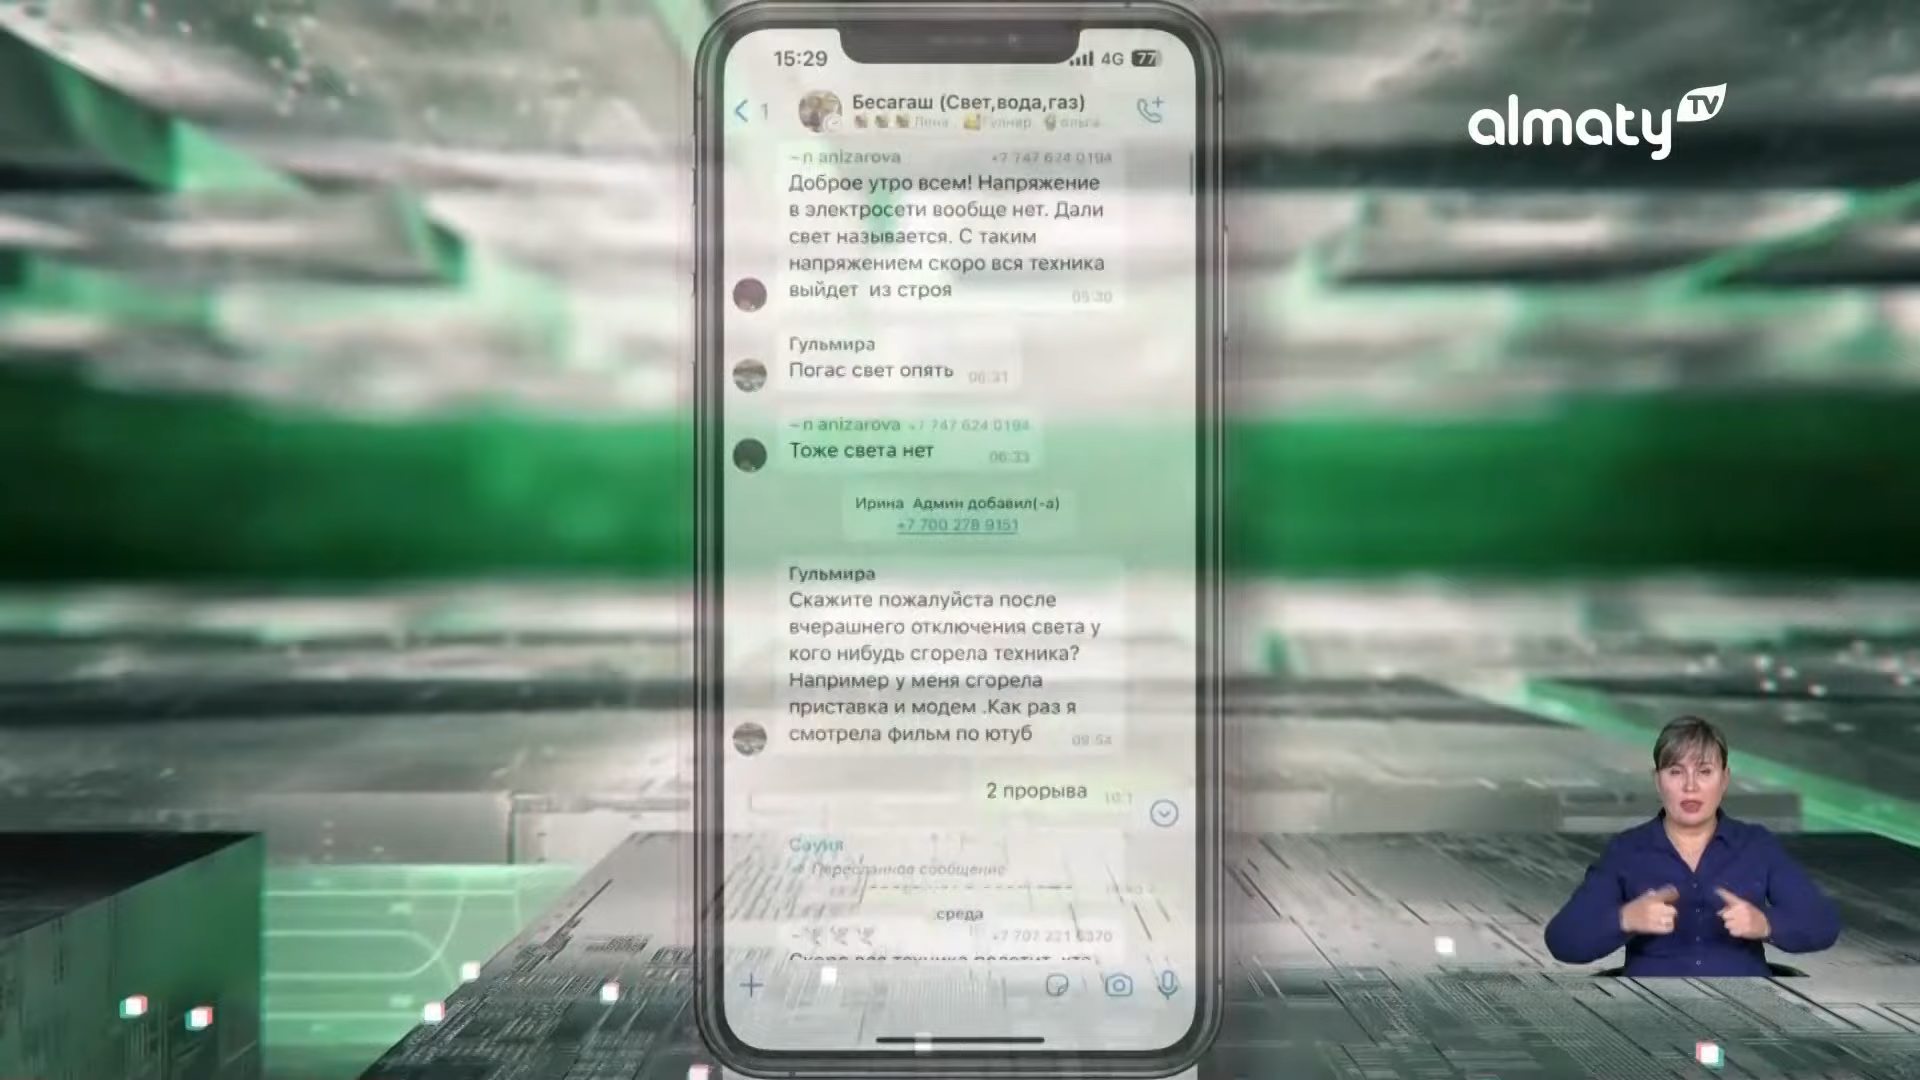 almaty TV
15:29
4G 77
1
Бесагаш (Свет,вода,газ)
~ n anizarova +7 747 624 0194
Доброе утро всем! Напряжение
в электросети вообще нет. Дали
свет называется. С таким
напряжением скоро вся техника
выйдет из строя
05:30
Гульмира
Погас свет опять
06:31
~ n anizarova +7 747 624 0194
Тоже света нет
06:33
Ирина Админ добавил(-а)
+7 700 278 9151
Гульмира
Скажите пожалуйста после
вчерашнего отключения света у
кого нибудь сгорела техника?
Например у меня сгорела
приставка и модем .Как раз я
смотрела фильм по ютуб
09:54
2 прорыва
Сауия
Пересланное сообщение
среда